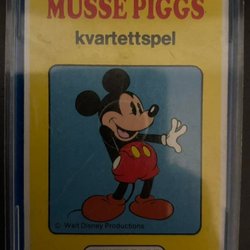 MUSSE PIGGS
kvartettspel
© Walt Disney Productions